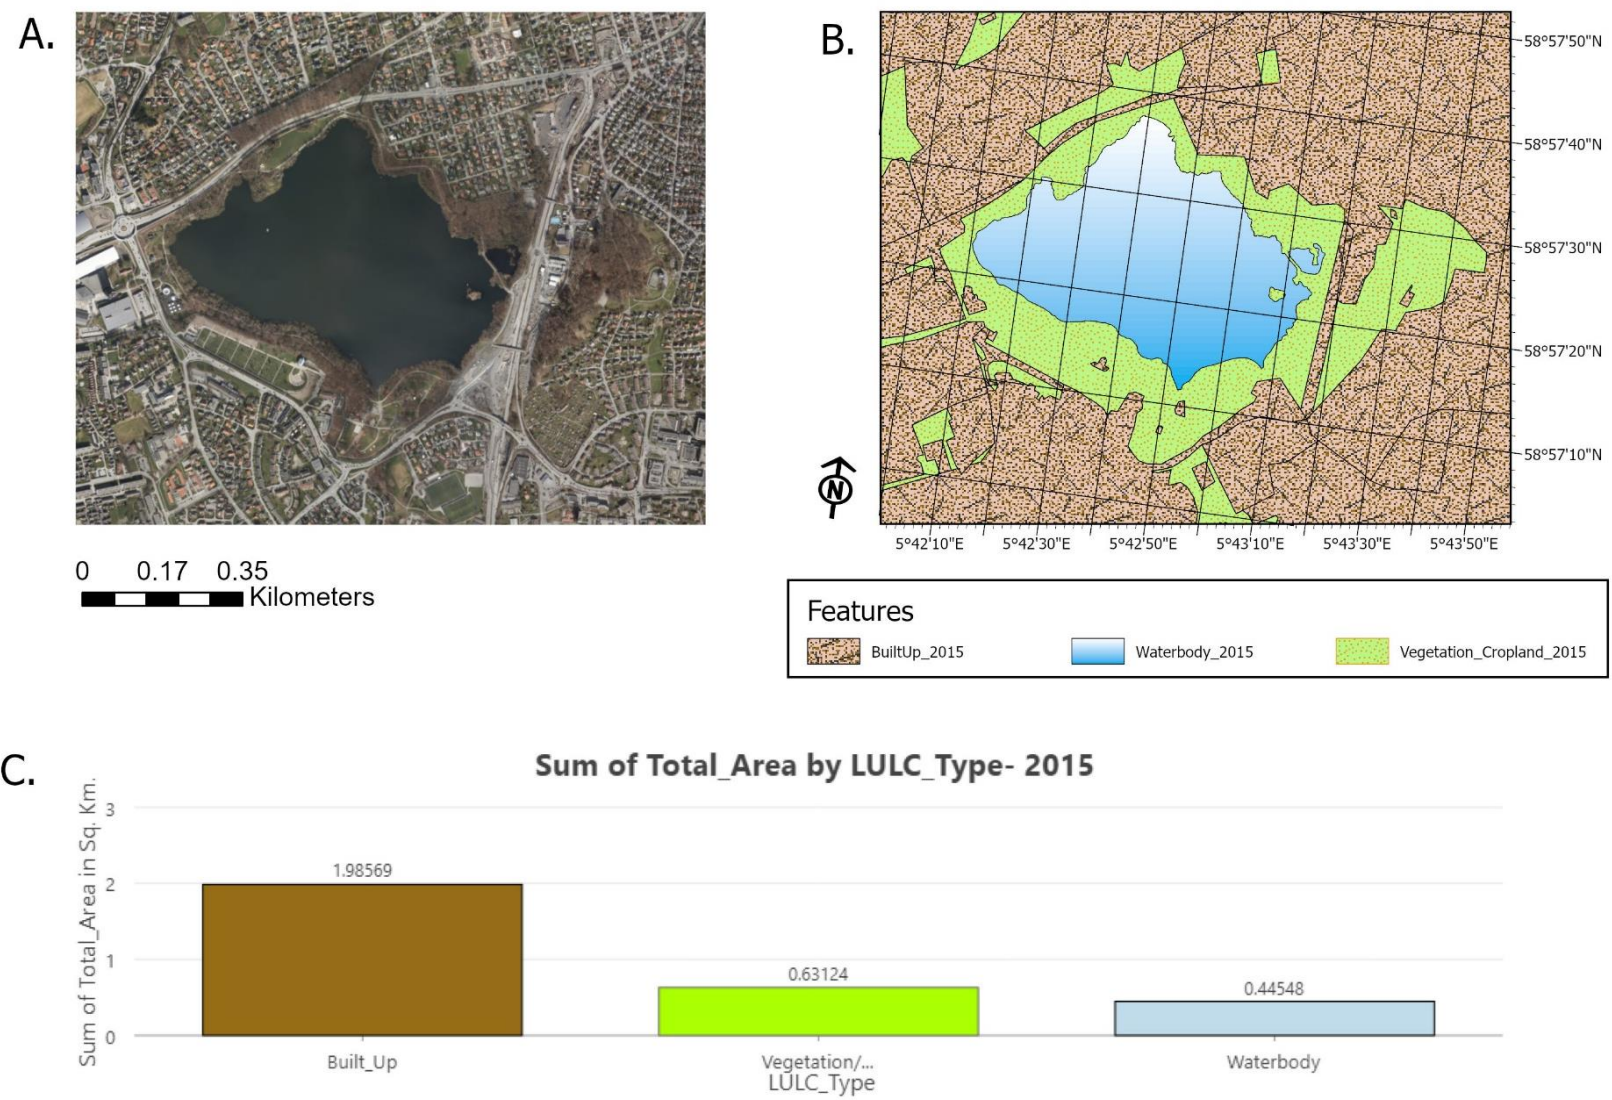 A.
B.
58°57'50"N
58°57'40"N
58°57'30"N
58°57'20"N
58°57'10"N
N
5°42'10"E 5°42'30"E 5°42'50"E 5°43'10"E 5°43'30"E 5°43'50"E
0 0.17 0.35
Kilometers
Features
BuiltUp_2015 Waterbody_2015 Vegetation_Cropland_2015
C.
Sum of Total_Area by LULC_Type- 2015
Sum of Total_Area in Sq. Km.
3
2
1
0
1.98569
0.63124
0.44548
Built_Up Vegetation/... Waterbody
LULC_Type